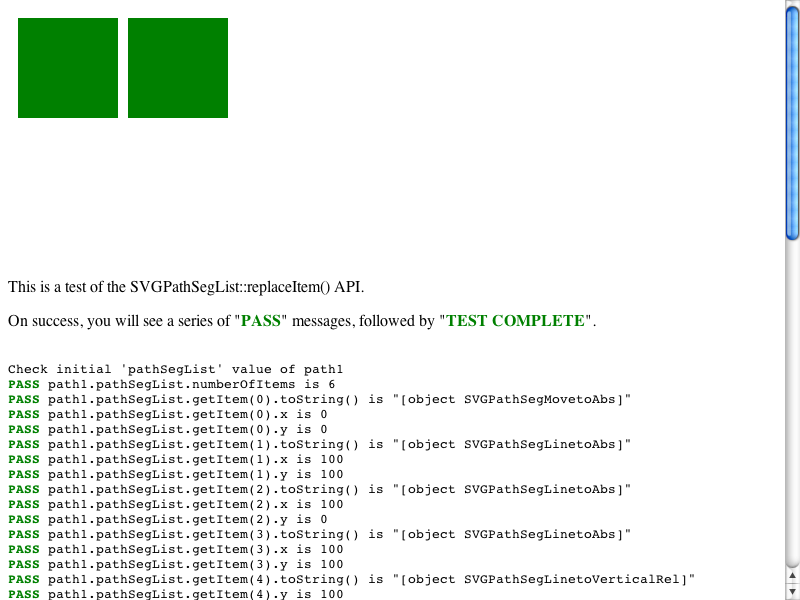 This is a test of the SVGPathSegList::replaceItem() API.
On success, you will see a series of "PASS" messages, followed by "TEST COMPLETE".
Check initial 'pathSegList' value of path1
PASS path1.pathSegList.numberOfItems is 6
PASS path1.pathSegList.getItem(0).toString() is "[object SVGPathSegMovetoAbs]"
PASS path1.pathSegList.getItem(0).x is 0
PASS path1.pathSegList.getItem(0).y is 0
PASS path1.pathSegList.getItem(1).toString() is "[object SVGPathSegLinetoAbs]"
PASS path1.pathSegList.getItem(1).x is 100
PASS path1.pathSegList.getItem(1).y is 100
PASS path1.pathSegList.getItem(2).toString() is "[object SVGPathSegLinetoAbs]"
PASS path1.pathSegList.getItem(2).x is 100
PASS path1.pathSegList.getItem(2).y is 0
PASS path1.pathSegList.getItem(3).toString() is "[object SVGPathSegLinetoAbs]"
PASS path1.pathSegList.getItem(3).x is 100
PASS path1.pathSegList.getItem(3).y is 100
PASS path1.pathSegList.getItem(4).toString() is "[object SVGPathSegLinetoVerticalRel]"
PASS path1.pathSegList.getItem(4).y is 100